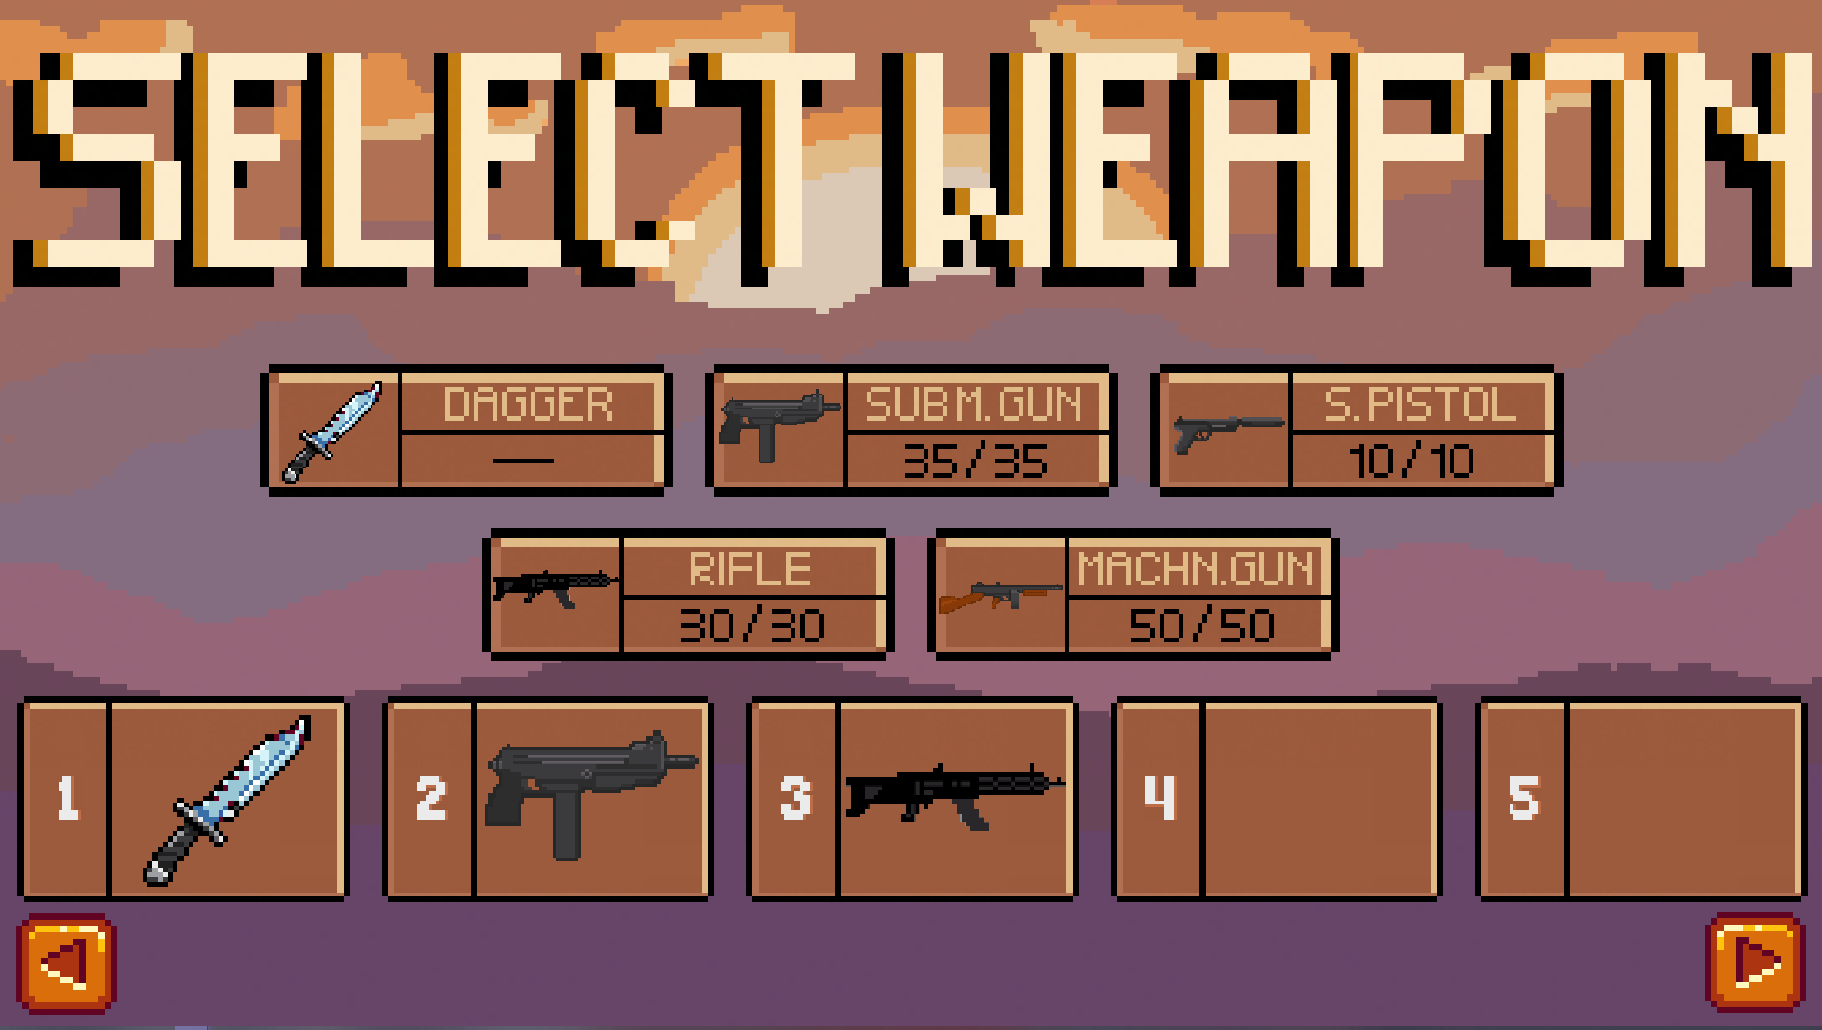 SELECT WEAPON
DAGGER
—
SUB M.GUN
35/35
S.PISTOL
10/10
RIFLE
30/30
MACHN.GUN
50/50
1
2
3
4
5